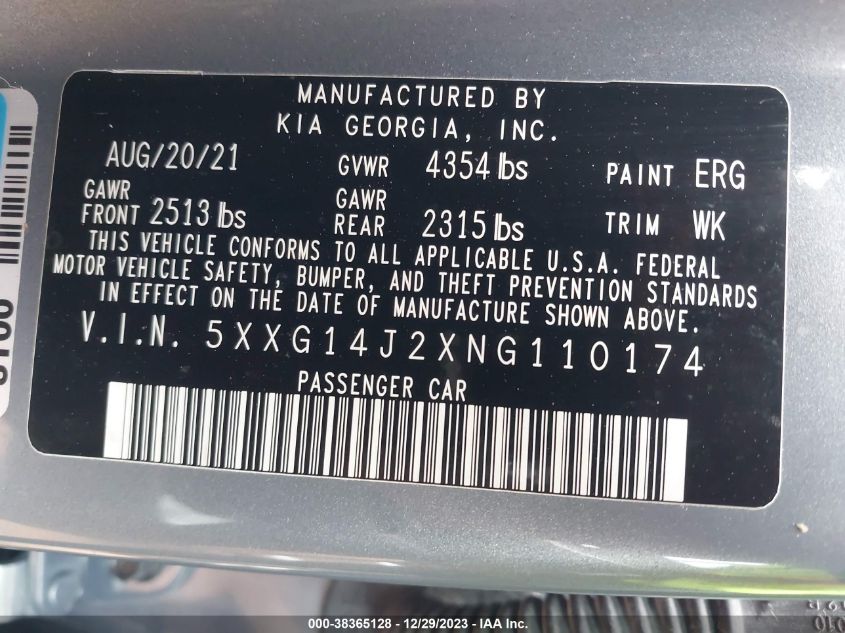 MANUFACTURED BY
KIA GEORGIA, INC.
AUG/20/21 GVWR 4354 lbs PAINT ERG
GAWR FRONT 2513 lbs GAWR REAR 2315 lbs TRIM WK
THIS VEHICLE CONFORMS TO ALL APPLICABLE U.S.A. FEDERAL
MOTOR VEHICLE SAFETY, BUMPER, AND THEFT PREVENTION STANDARDS
IN EFFECT ON THE DATE OF MANUFACTURE SHOWN ABOVE.
V.I.N. 5XXG14J2XNG110174
PASSENGER CAR
000-38365128 - 12/29/2023 - IAA Inc.